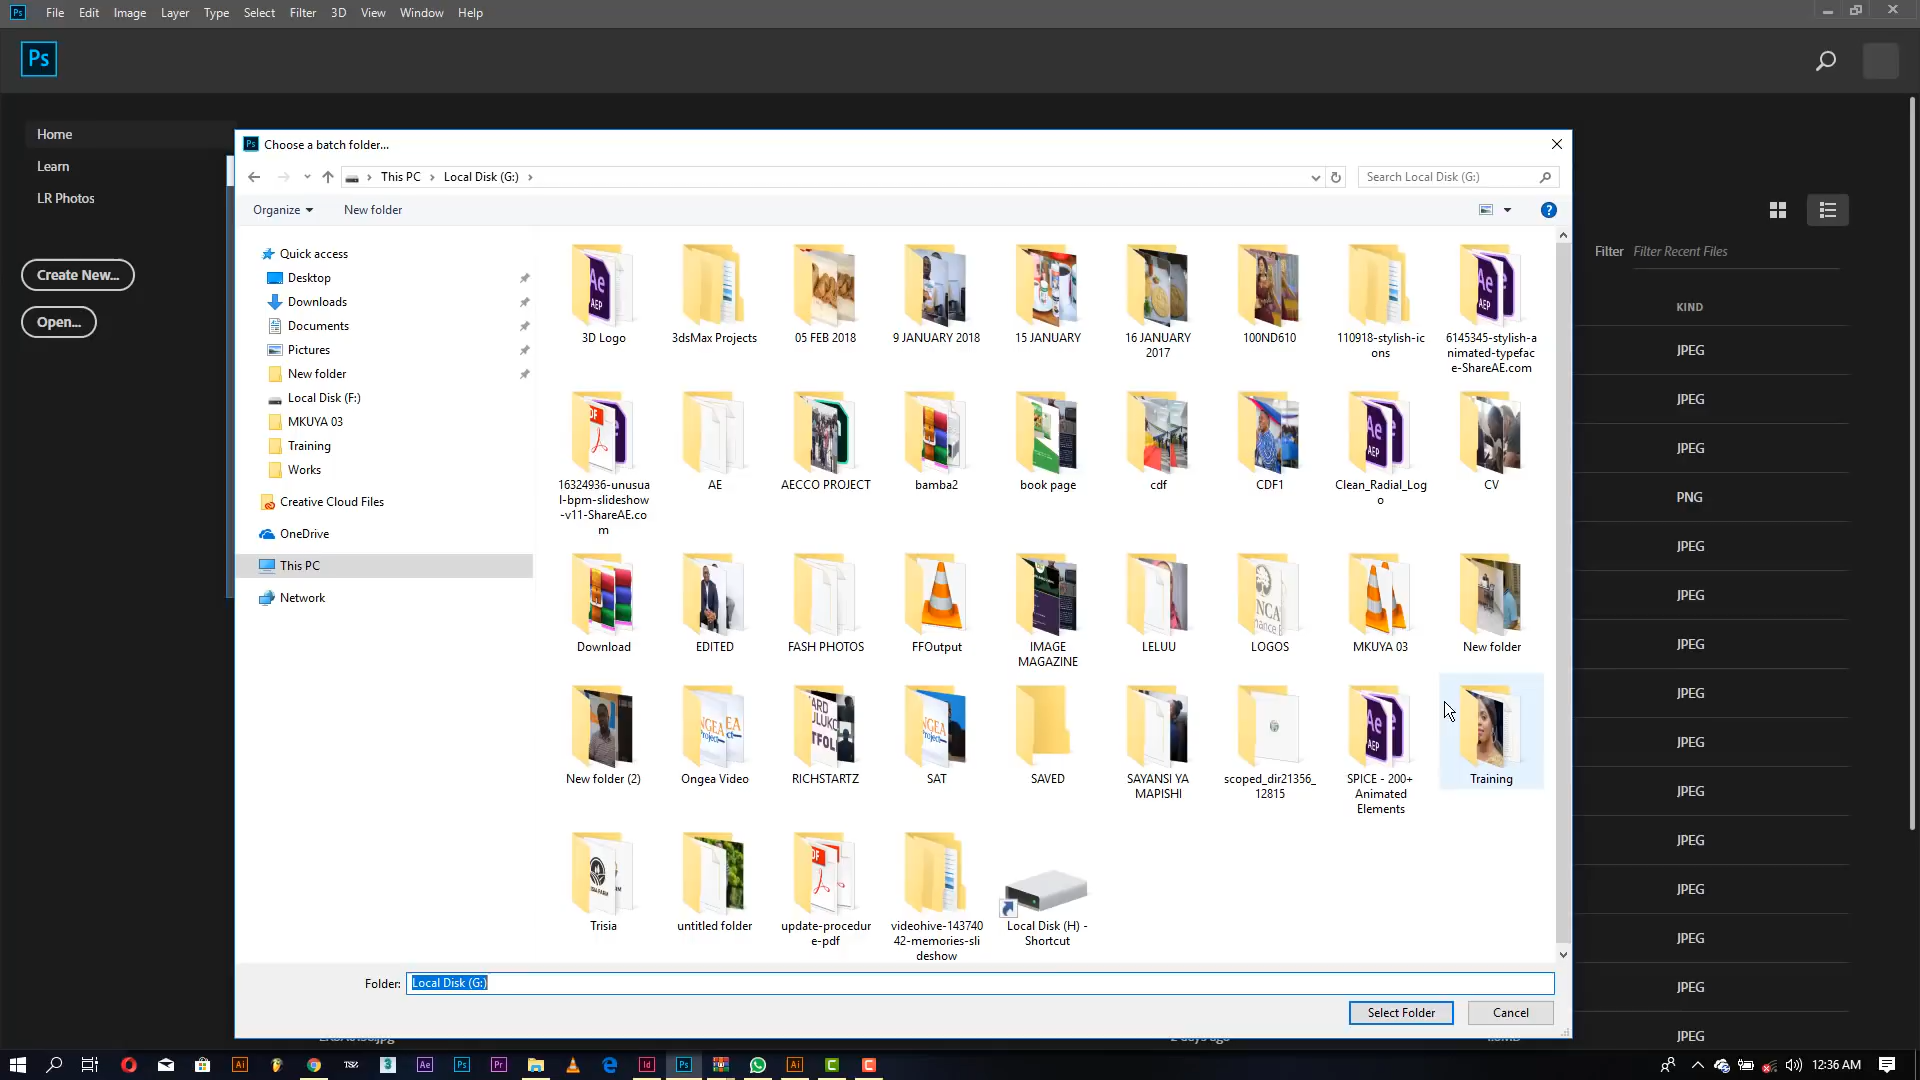 Ps File Edit Image Layer Type Select Filter 3D View Window Help
Ps
Home
Learn
LR Photos
Create New...
Open...
Filter Filter Recent Files
KIND
JPEG
JPEG
JPEG
PNG
JPEG
JPEG
JPEG
JPEG
JPEG
JPEG
JPEG
JPEG
JPEG
JPEG
JPEG
Ps Choose a batch folder...
This PC Local Disk (G:)
Search Local Disk (G:)
Organize New folder
Quick access
Desktop
Downloads
Documents
Pictures
New folder
Local Disk (F:)
MKUYA 03
Training
Works
Creative Cloud Files
OneDrive
This PC
Network
3D Logo
3dsMax Projects
05 FEB 2018
9 JANUARY 2018
15 JANUARY
16 JANUARY
2017
100ND610
110918-stylish-ic
ons
6145345-stylish-a
nimated-typefac
e-ShareAE.com
16324936-unusua
l-bpm-slideshow
-v11-ShareAE.co
m
AE
AECCO PROJECT
bamba2
book page
cdf
CDF1
Clean_Radial_Log
o
CV
Download
EDITED
FASH PHOTOS
FFOutput
IMAGE
MAGAZINE
LELUU
LOGOS
MKUYA 03
New folder
New folder (2)
Ongea Video
RICHSTARTZ
SAT
SAVED
SAYANSI YA
MAPISHI
scoped_dir21356_
12815
SPICE - 200+
Animated
Elements
Training
Trisia
untitled folder
update-procedur
e-pdf
videohive-143740
42-memories-sli
deshow
Local Disk (H) -
Shortcut
Folder: Local Disk (G:)
Select Folder Cancel
12:36 AM